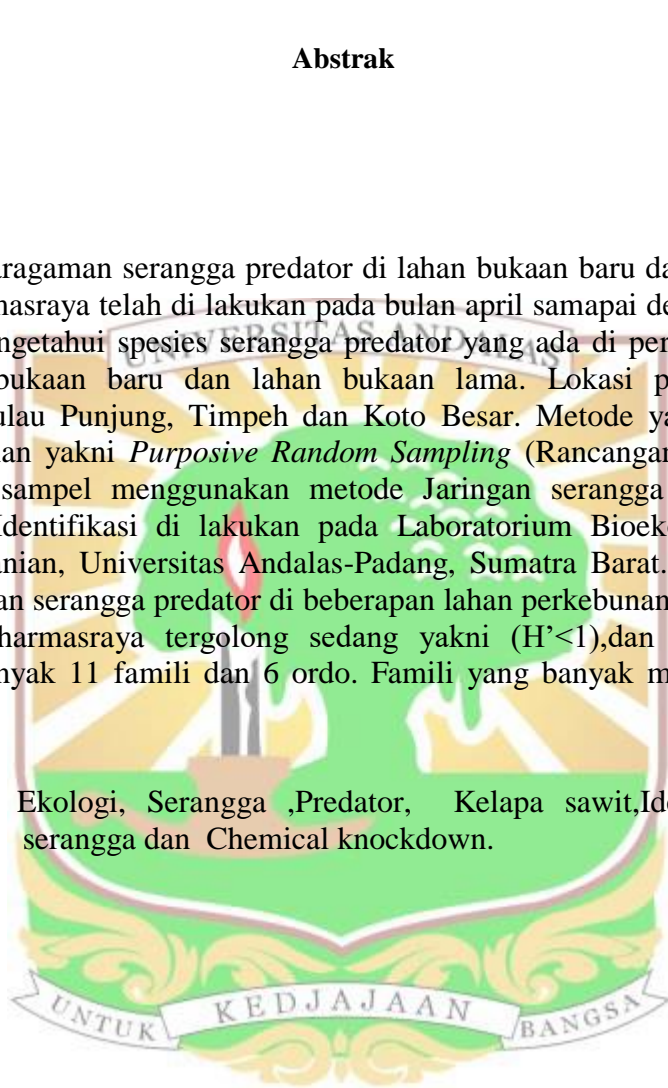 Abstrak
aragaman serangga predator di lahan bukaan baru da
nasraya telah di lakukan pada bulan april samapai de
ngetahui spesies serangga predator yang ada di per
bukaan baru dan lahan bukaan lama. Lokasi p
ulau Punjung, Timpeh dan Koto Besar. Metode ya
an yakni Purposive Random Sampling (Rancangan
sampel menggunakan metode Jaringan serangga
Identifikasi di lakukan pada Laboratorium Bioeko
anian, Universitas Andalas-Padang, Sumatra Barat.
an serangga predator di beberapan lahan perkebunan
harmasraya tergolong sedang yakni (H’<1),dan
nyak 11 famili dan 6 ordo. Famili yang banyak m
Ekologi, Serangga ,Predator, Kelapa sawit,Ide
serangga dan Chemical knockdown.
UNIVERSITAS ANDALAS
UNTUK KEDJAJAAN BANGSA